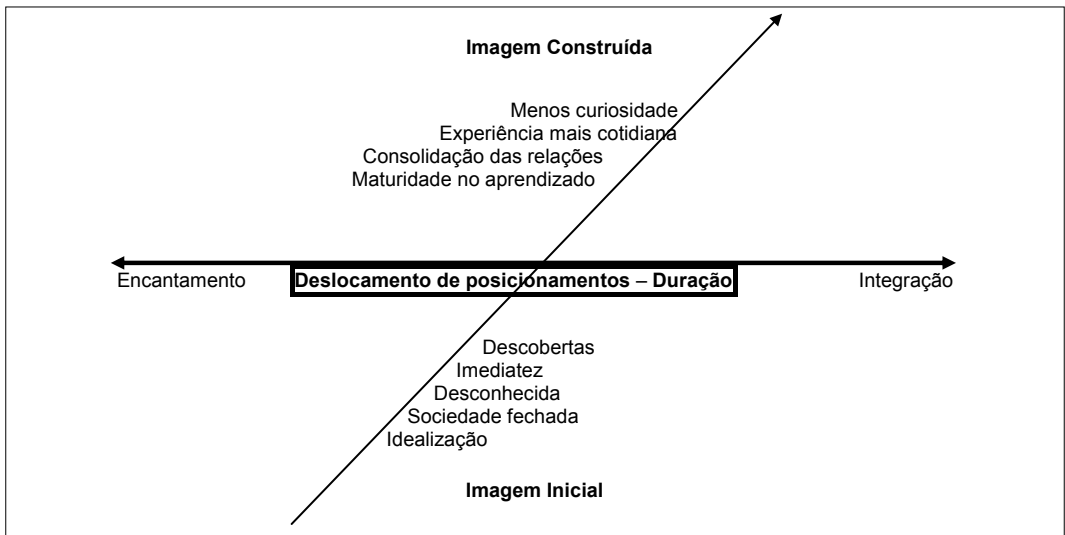 Imagem Construída
Menos curiosidade
Experiência mais cotidiana
Consolidação das relações
Maturidade no aprendizado
Encantamento
Deslocamento de posicionamentos – Duração
Integração
Descobertas
Imediatez
Desconhecida
Sociedade fechada
Idealização
Imagem Inicial